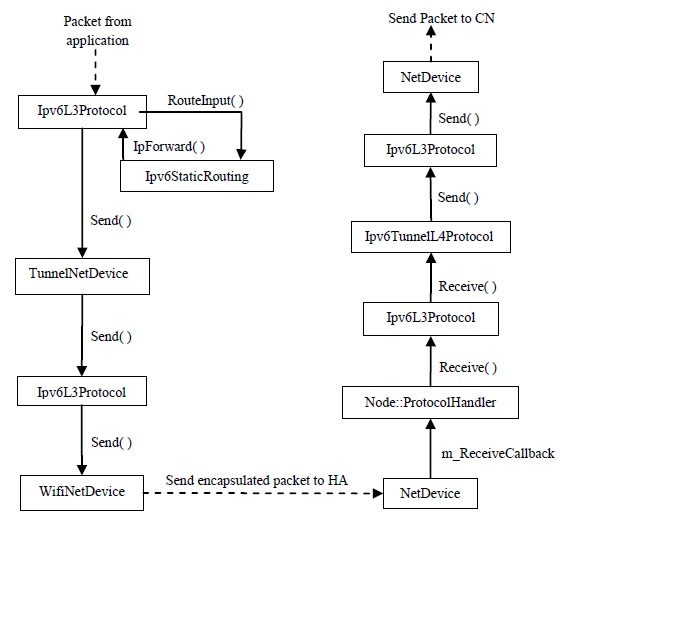 Packet from
application
Ipv6L3Protocol
RouteInput( )
IpForward( )
Ipv6StaticRouting
Send( )
TunnelNetDevice
Send( )
Ipv6L3Protocol
Send( )
WifiNetDevice
Send encapsulated packet to HA
Send Packet to CN
NetDevice
Send( )
Ipv6L3Protocol
Send( )
Ipv6TunnelL4Protocol
Receive( )
Ipv6L3Protocol
Receive( )
Node::ProtocolHandler
m_ReceiveCallback
NetDevice